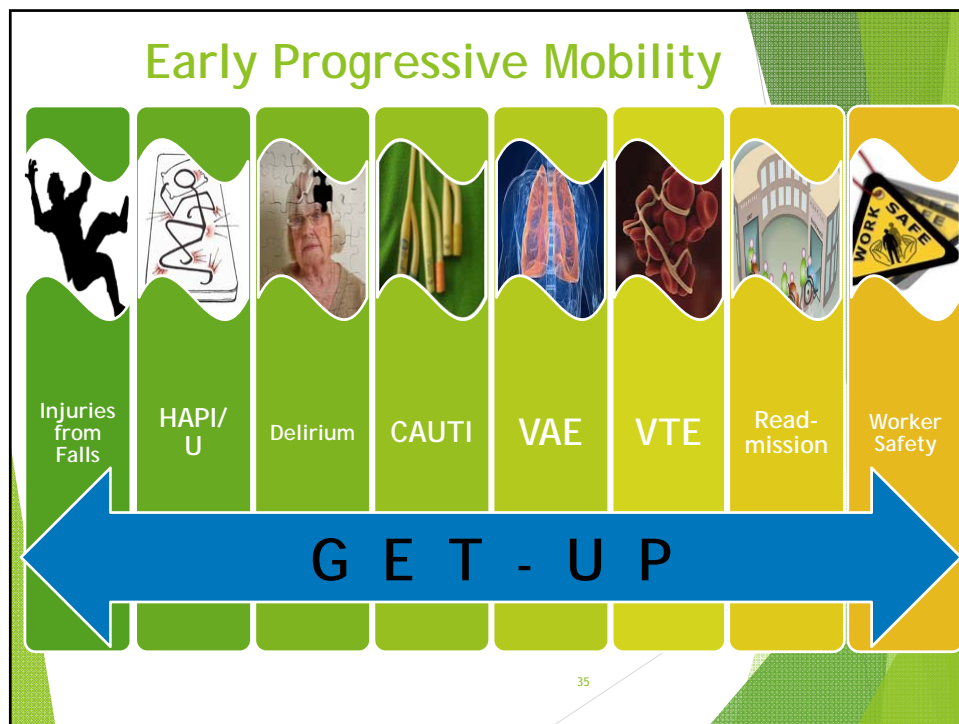 Early Progressive Mobility
WORK SAFE
Injuries
from
Falls
HAPI/
U
Delirium
CAUTI
VAE
VTE
Read-
mission
Worker
Safety
G E T - U P
35